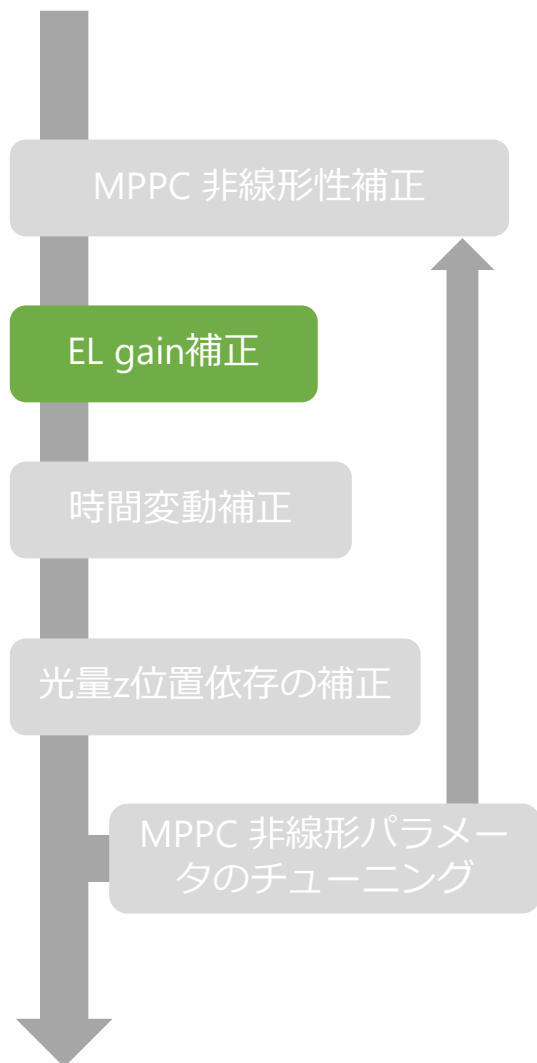 MPPC 非線形性補正
EL gain補正
時間変動補正
光量z位置依存の補正
MPPC 非線形パラメー
タのチューニング